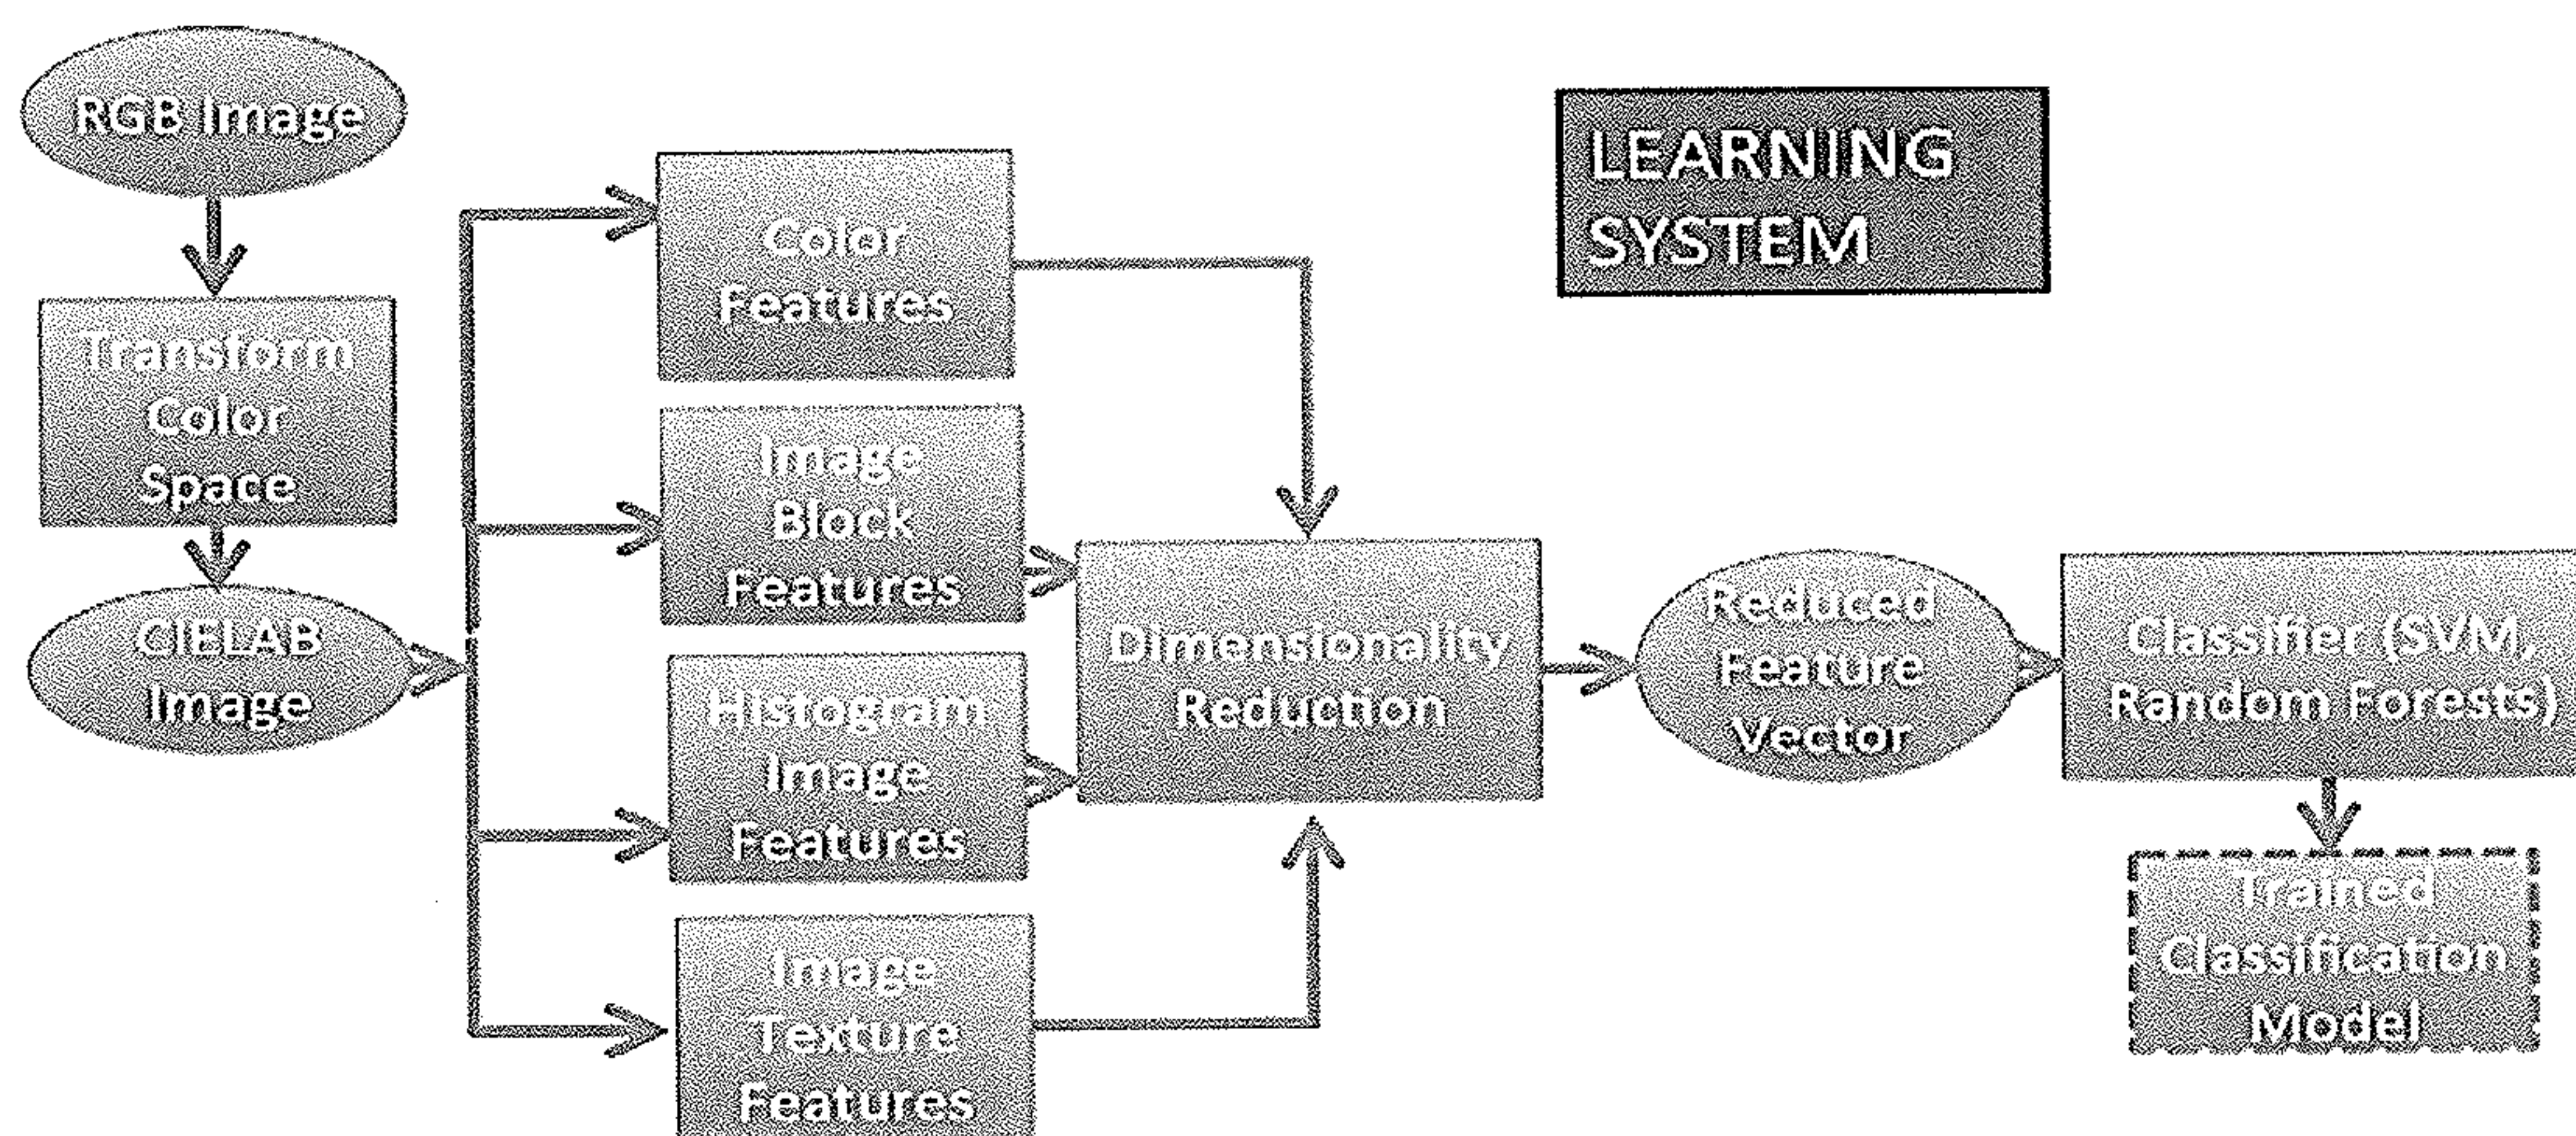 RGB Image
Transform
Color
Space
CIELAB
Image
Color
Features
Image
Block
Features
Histogram
Image
Features
Image
Texture
Features
LEARNING
SYSTEM
Dimensionality
Reduction
Reduced
Feature
Vector
Classifier (SVM,
Random Forests)
Trained
Classification
Model